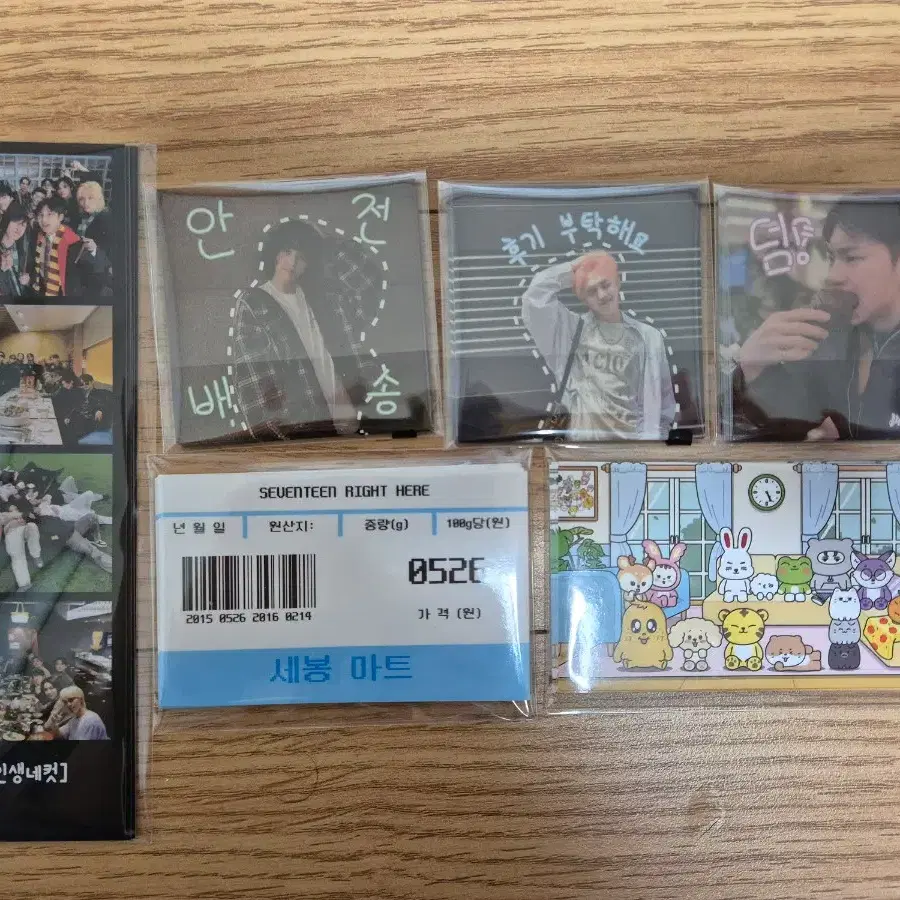 안 전
배 송
후기 부탁해요
덤
SEVENTEEN RIGHT HERE
년 월 일 원산지: 중량(g) 100g당(원)
0526
2015 0526 2016 0214
가 격 (원)
세봉 마트
인생네컷]